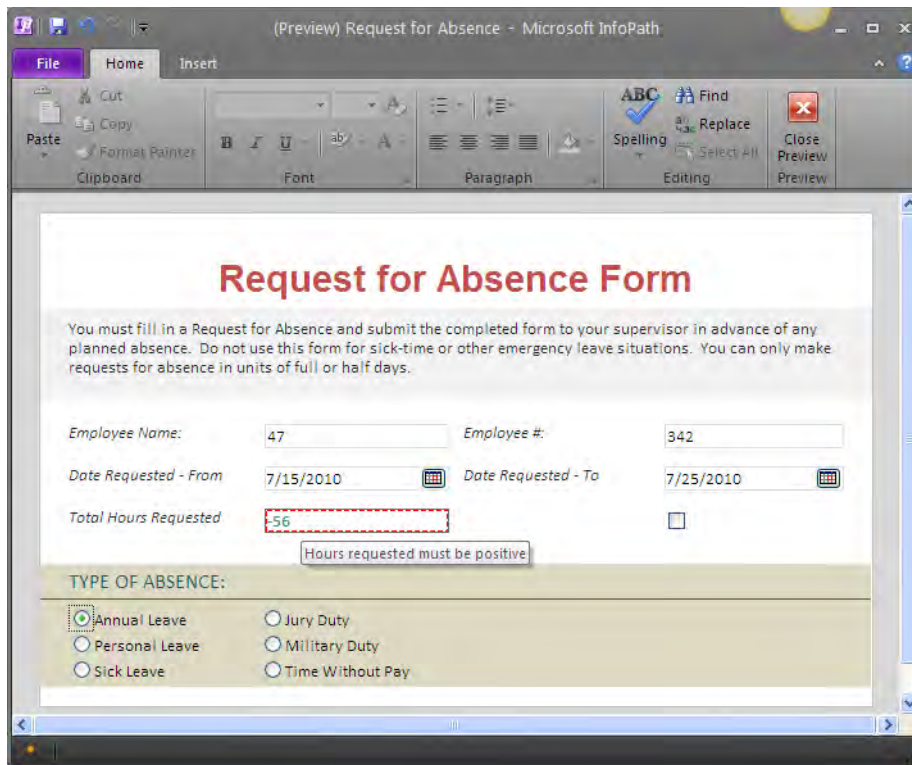 (Preview) Request for Absence - Microsoft InfoPath
File Home Insert
Paste
Cut
Copy
Format Painter
Clipboard
B I U ab A
Font
Paragraph
ABC
Spelling
Find
Replace
Select All
Editing
Close
Preview
Preview
Request for Absence Form
You must fill in a Request for Absence and submit the completed form to your supervisor in advance of any
planned absence. Do not use this form for sick-time or other emergency leave situations. You can only make
requests for absence in units of full or half days.
Employee Name: 47 Employee #: 342
Date Requested - From 7/15/2010 Date Requested - To 7/25/2010
Total Hours Requested -56
Hours requested must be positive
TYPE OF ABSENCE:
Annual Leave Jury Duty
Personal Leave Military Duty
Sick Leave Time Without Pay